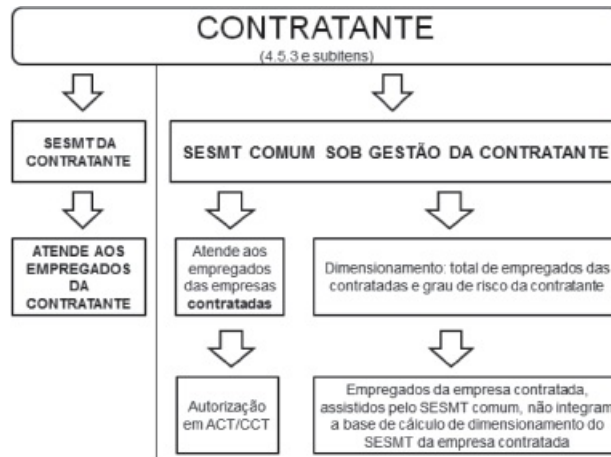 CONTRATANTE
(4.5.3 e subitens)
SESMT DA
CONTRATANTE
SESMT COMUM SOB GESTÃO DA CONTRATANTE
ATENDE AOS
EMPREGADOS
DA
CONTRATANTE
Atende aos
empregados
das empresas
contratadas
Dimensionamento: total de empregados das
contratadas e grau de risco da contratante
Autorização
em ACT/CCT
Empregados da empresa contratada,
assistidos pelo SESMT comum, não integram
a base de cálculo de dimensionamento do
SESMT da empresa contratada